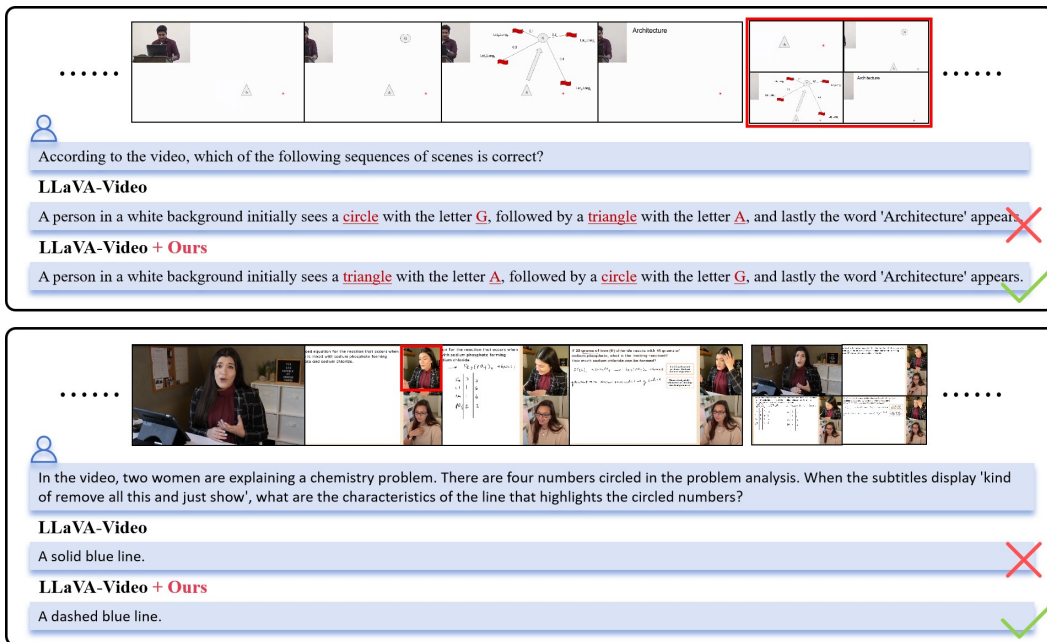 Architecture
Architecture
According to the video, which of the following sequences of scenes is correct?
LLaVA-Video
A person in a white background initially sees a circle with the letter G, followed by a triangle with the letter A, and lastly the word 'Architecture' appears.
LLaVA-Video + Ours
A person in a white background initially sees a triangle with the letter A, followed by a circle with the letter G, and lastly the word 'Architecture' appears.
In the video, two women are explaining a chemistry problem. There are four numbers circled in the problem analysis. When the subtitles display 'kind
of remove all this and just show', what are the characteristics of the line that highlights the circled numbers?
LLaVA-Video
A solid blue line.
LLaVA-Video + Ours
A dashed blue line.